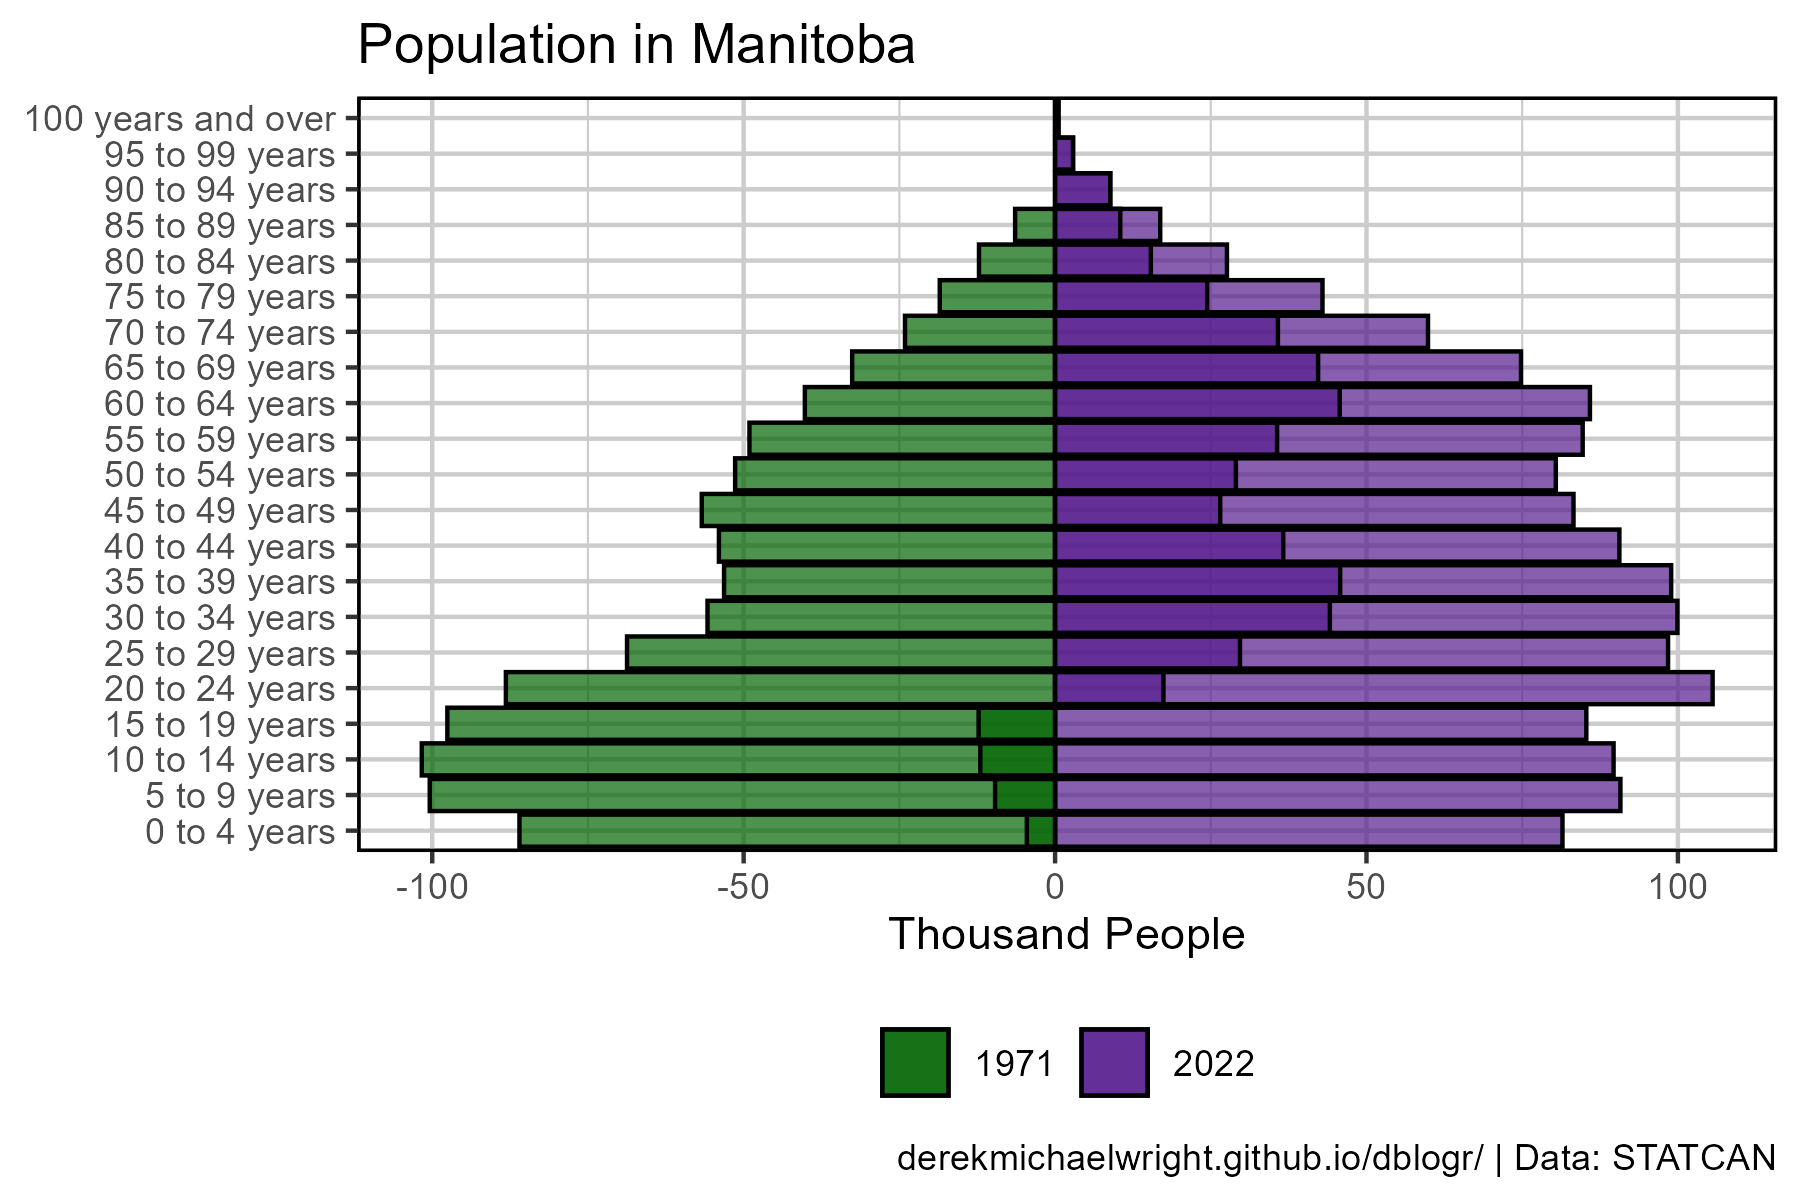 Population in Manitoba
100 years and over
95 to 99 years
90 to 94 years
85 to 89 years
80 to 84 years
75 to 79 years
70 to 74 years
65 to 69 years
60 to 64 years
55 to 59 years
50 to 54 years
45 to 49 years
40 to 44 years
35 to 39 years
30 to 34 years
25 to 29 years
20 to 24 years
15 to 19 years
10 to 14 years
5 to 9 years
0 to 4 years
-100 -50 0 50 100
Thousand People
1971 2022
derekmichaelwright.github.io/dblogr/ | Data: STATCAN